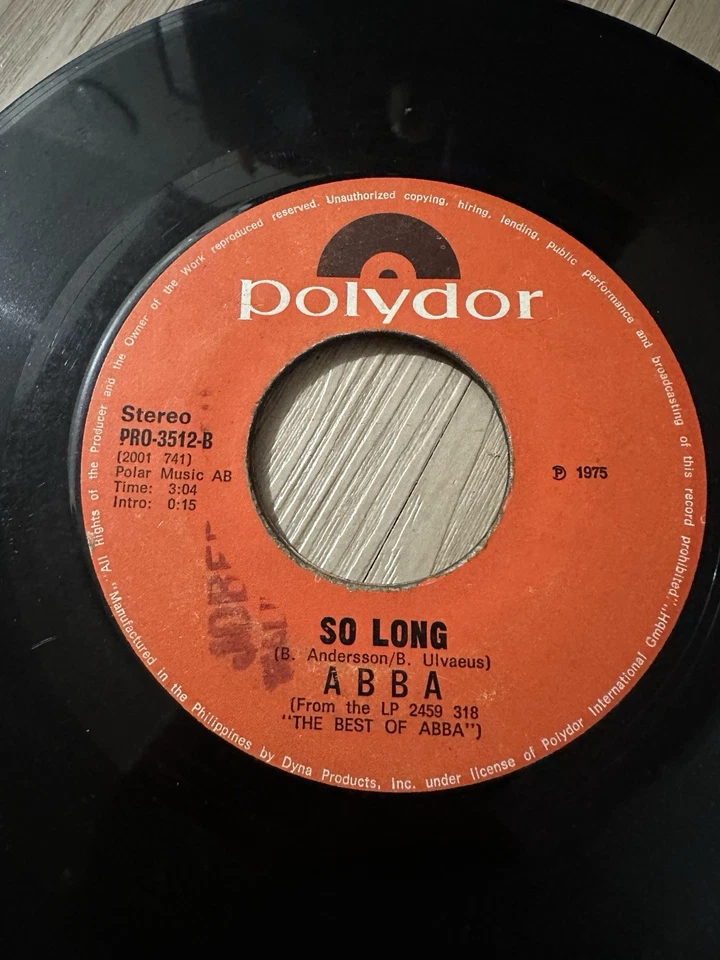 polydor
Stereo
PRO-3512-B
(2001 741)
Polar Music AB
Time: 3:04
Intro: 0:15
℗ 1975
SO LONG
(B. Andersson/B. Ulvaeus)
ABBA
(From the LP 2459 318
"THE BEST OF ABBA")
All Rights of the Producer and the Owner of the Work reproduced reserved. Unauthorized copying, hiring, lending, public performance and broadcasting of this record prohibited."
"Manufactured in the Philippines by Dyna Products, Inc. under license of Polydor International GmbH"